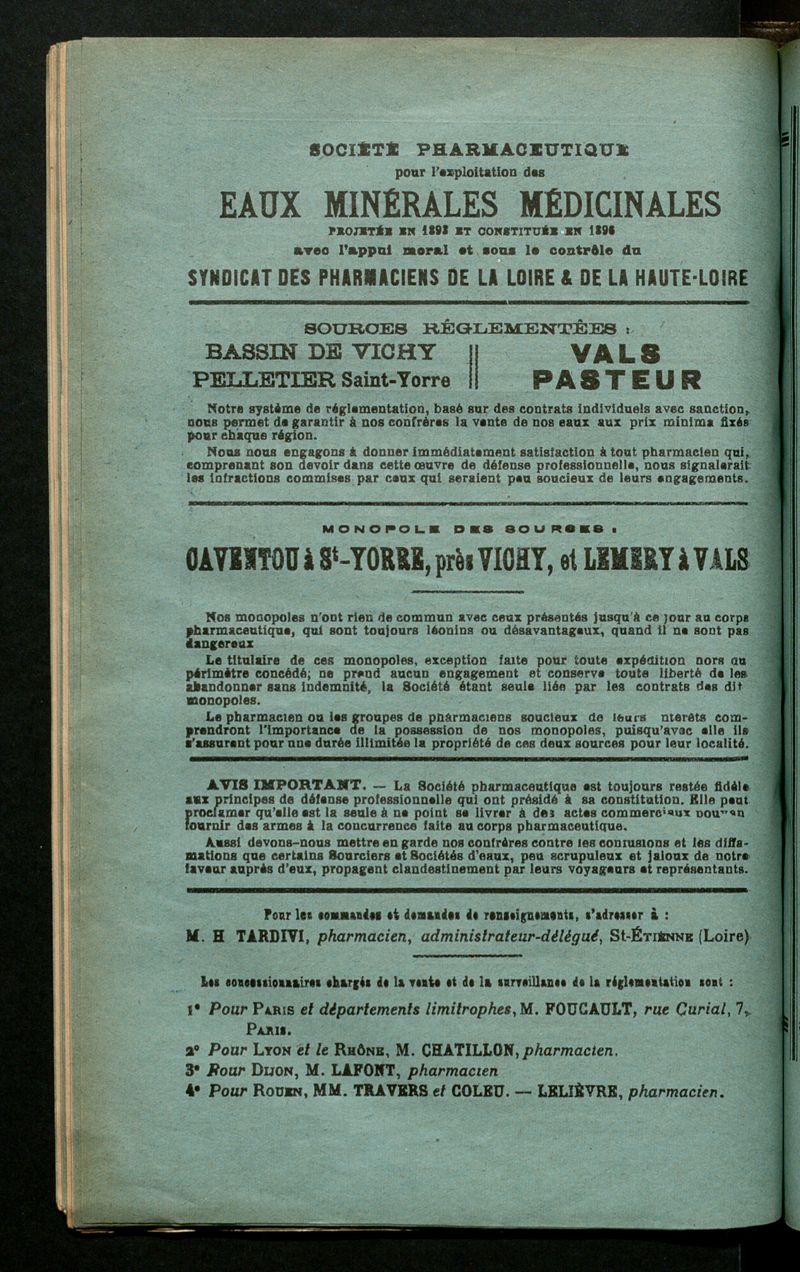 SOCIÉTÉ PHARMACEUTIQUE
pour l'exploitation des
EAUX MINÉRALES MÉDICINALES
PROJETÉE EN 1893 ET CONSTITUÉE EN 1896
avec l'appui moral et sous le contrôle du
SYNDICAT DES PHARMACIENS DE LA LOIRE & DE LA HAUTE-LOIRE
SOURCES RÉGLEMENTÉES :
BASSIN DE VICHY
PELLETIER Saint-Yorre
VALS
PASTEUR
Notre système de réglementation, basé sur des contrats individuels avec sanction,
nous permet de garantir à nos confrères la vente de nos eaux aux prix minima fixés
pour chaque région.
Nous nous engagons à donner immédiatement satisfaction à tout pharmacien qui,
comprenant son devoir dans cette œuvre de défense professionnelle, nous signalerait
les infractions commises par ceux qui seraient peu soucieux de leurs engagements.
MONOPOLE DES SOURCES :
CAVENTOU à St-YORRE, près VICHY, et LEMERY à VALS
Nos monopoles n'ont rien de commun avec ceux présentés jusqu'à ce jour au corps
pharmaceutique, qui sont toujours léonins ou désavantageux, quand il ne sont pas
dangereux
Le titulaire de ces monopoles, exception faite pour toute expédition hors du
périmètre concédé; ne prend aucun engagement et conserve toute liberté de les
abandonner sans indemnité, la Société étant seule liée par les contrats des dit
monopoles.
Le pharmacien ou les groupes de pharmaciens soucieux de leurs nterêts com-
prendront l'importance de la possession de nos monopoles, puisqu'avec elle ils
s'assurent pour une durée illimitée la propriété de ces deux sources pour leur localité.
AVIS IMPORTANT. — La Société pharmaceutique est toujours restée fidèle
aux principes de défense professionnelle qui ont présidé à sa constitution. Elle peut
proclamer qu'elle est la seule à ne point se livrer à des actes commerciaux pouvan
fournir des armes à la concurrence faite au corps pharmaceutique.
Aussi devons-nous mettre en garde nos confrères contre les confusions et les diffa-
mations que certains Sourciers et Sociétés d'eaux, peu scrupuleux et jaloux de notre
faveur auprès d'eux, propagent clandestinement par leurs voyageurs et représentants.
Pour les commandes et demandes de renseignements, s'adresser à :
M. H TARDIVI, pharmacien, administrateur-délégué, St-ÉTIENNE (Loire)
Les concessionnaires chargés de la vente et de la surveillance de la réglementation sont :
1° Pour PARIS et départements limitrophes, M. FOUCAULT, rue Curial, 7,
PARIS.
2° Pour LYON et le RHÔNE, M. CHATILLON, pharmacien.
3° Pour DIJON, M. LAFONT, pharmacien
4° Pour ROUEN, MM. TRAVERS et COLEU. — LELIÈVRE, pharmacien.